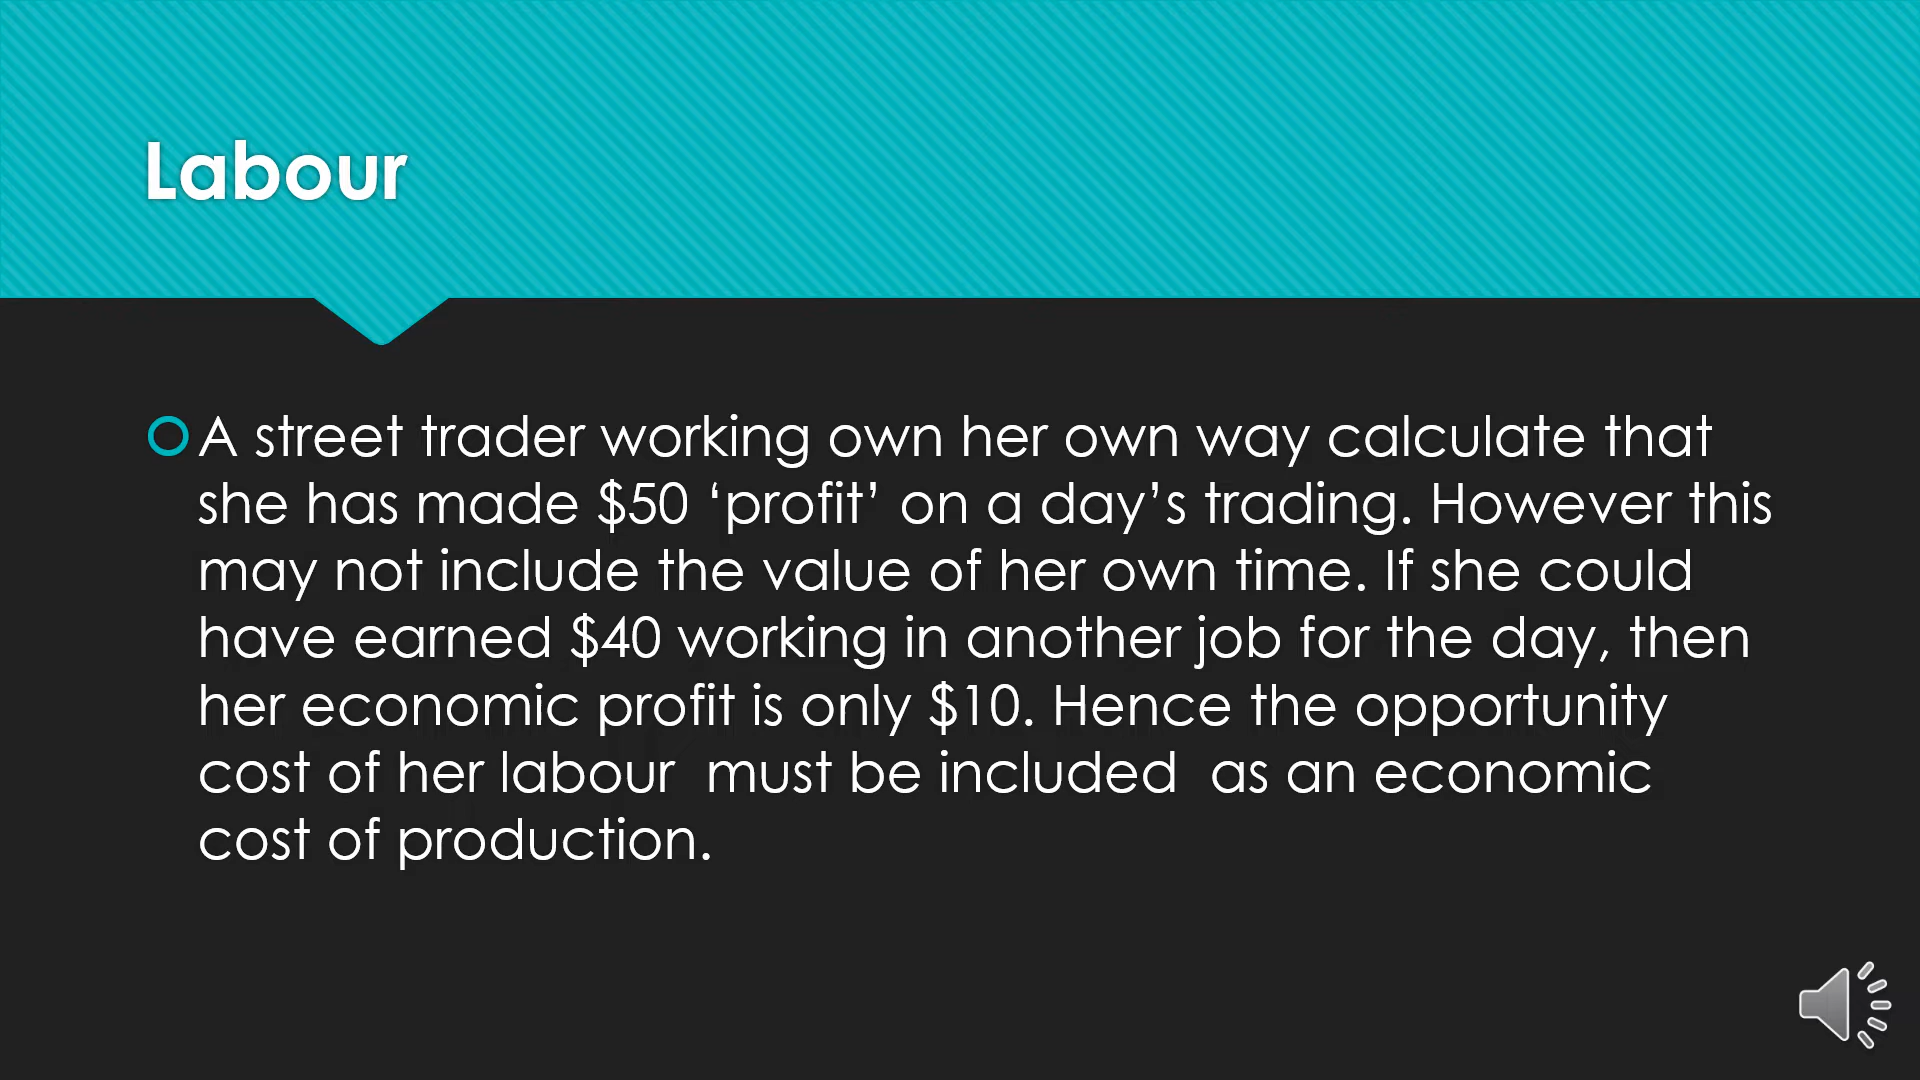 Labour
A street trader working own her own way calculate that
she has made $50 ‘profit’ on a day’s trading. However this
may not include the value of her own time. If she could
have earned $40 working in another job for the day, then
her economic profit is only $10. Hence the opportunity
cost of her labour  must be included  as an economic
cost of production.